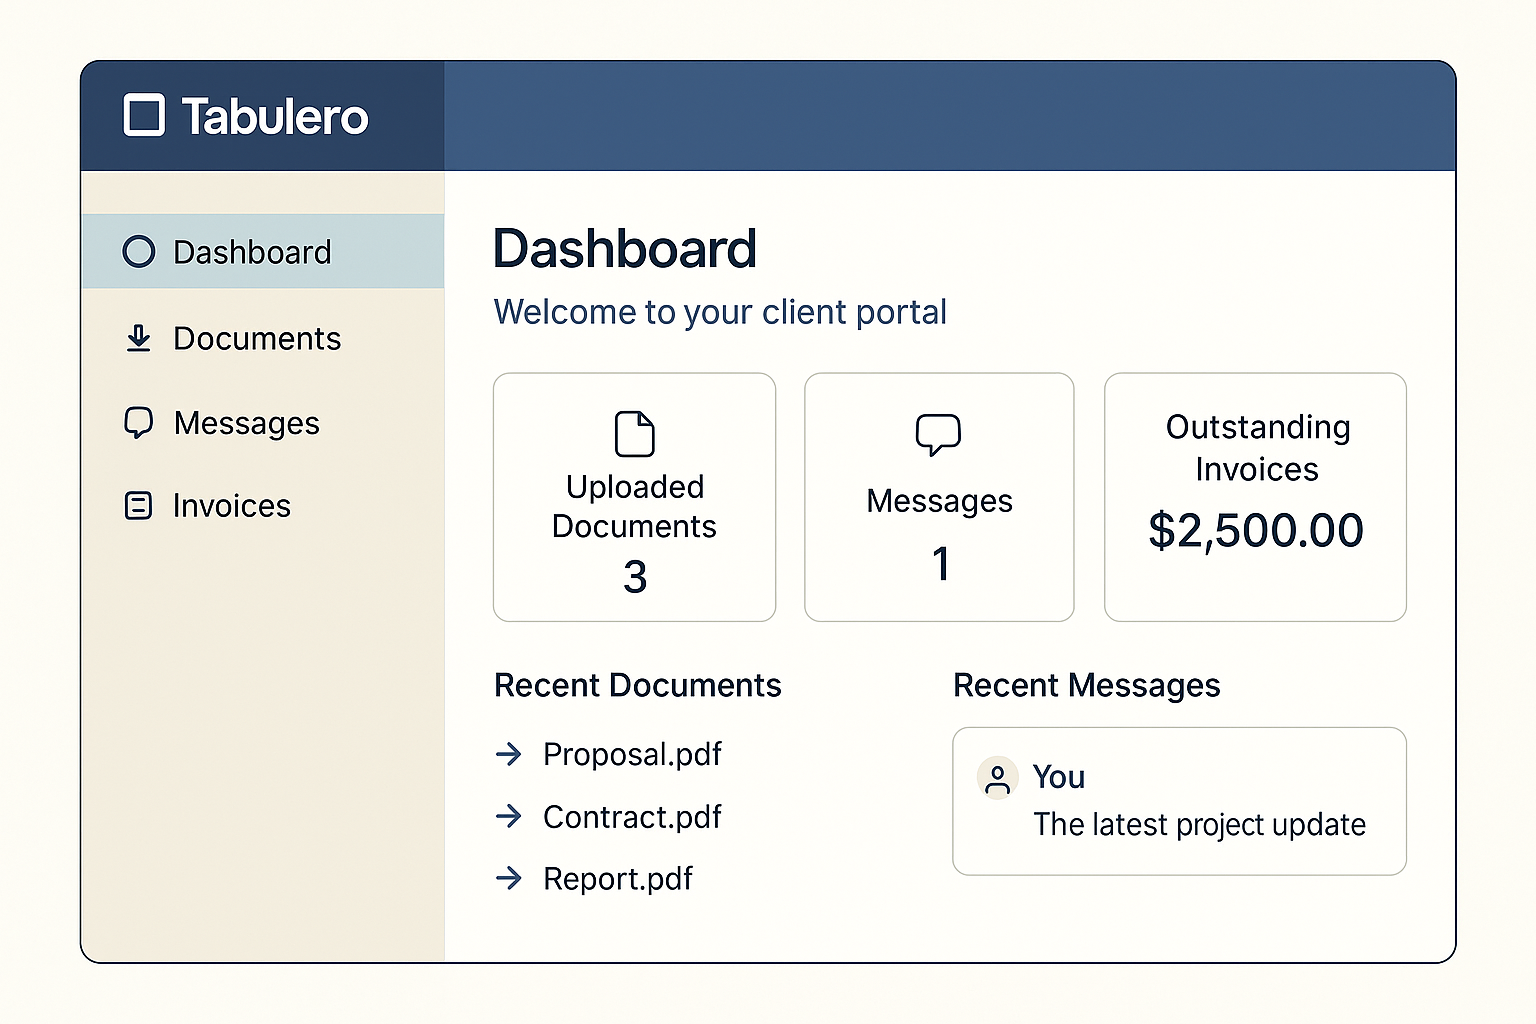 Tabulero
Dashboard
Documents
Messages
Invoices
Dashboard
Welcome to your client portal
Uploaded
Documents
3
Messages
1
Outstanding
Invoices
$2,500.00
Recent Documents
Proposal.pdf
Contract.pdf
Report.pdf
Recent Messages
You
The latest project update